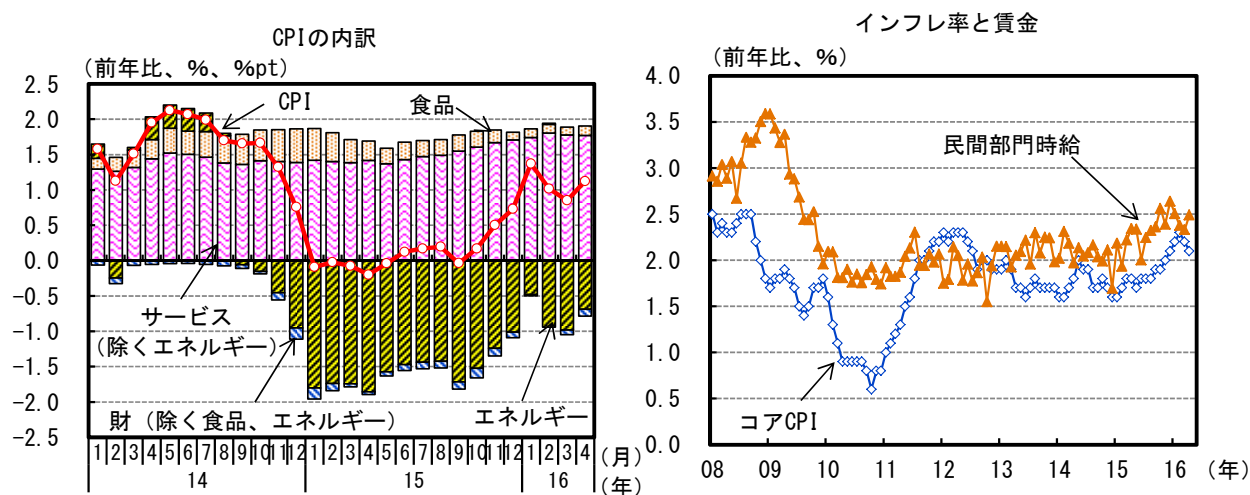 CPIの内訳
(前年比、%、%pt)
2.5
2.0
1.5
1.0
0.5
0.0
-0.5
-1.0
-1.5
-2.0
-2.5
CPI
食品
サービス
(除くエネルギー)
財(除く食品、エネルギー)
エネルギー
1 2 3 4 5 6 7 8 9 10 11 12 1 2 3 4 5 6 7 8 9 10 11 12 1 2 3 4 (月)
14 15 16 (年)
インフレ率と賃金
(前年比、%)
4.0
3.5
3.0
2.5
2.0
1.5
1.0
0.5
0.0
民間部門時給
コアCPI
08 09 10 11 12 13 14 15 16 (年)